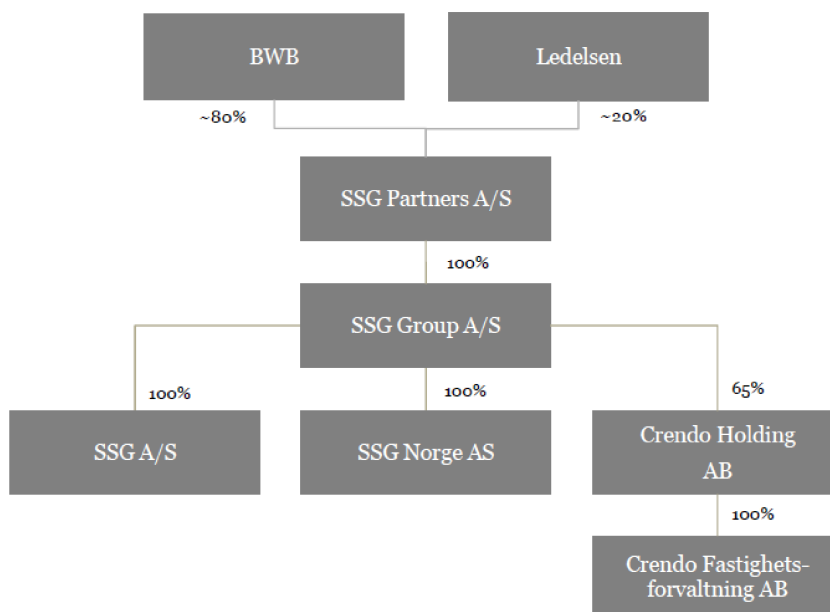 BWB
Ledelsen
~80%
~20%
SSG Partners A/S
100%
SSG Group A/S
100%
100%
65%
SSG A/S
SSG Norge AS
Crendo Holding
AB
100%
Crendo Fastighets-
forvaltning AB